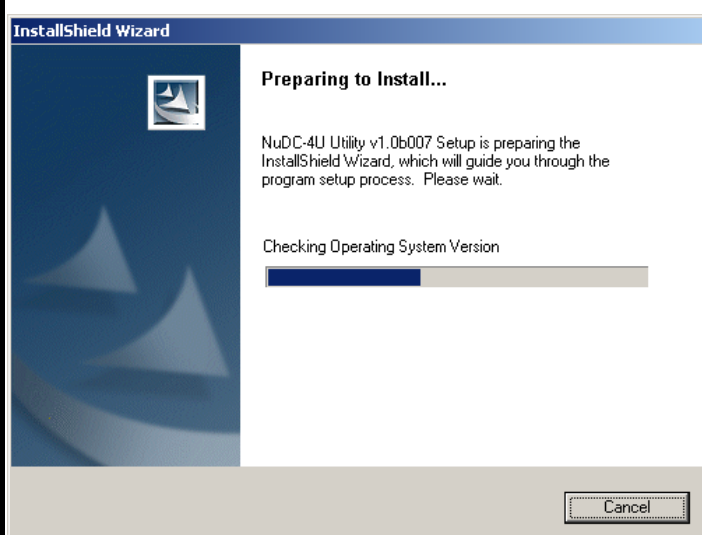 InstallShield Wizard
Preparing to Install...
NuDC-4U Utility v1.0b007 Setup is preparing the
InstallShield Wizard, which will guide you through the
program setup process.  Please wait.
Checking Operating System Version
Cancel